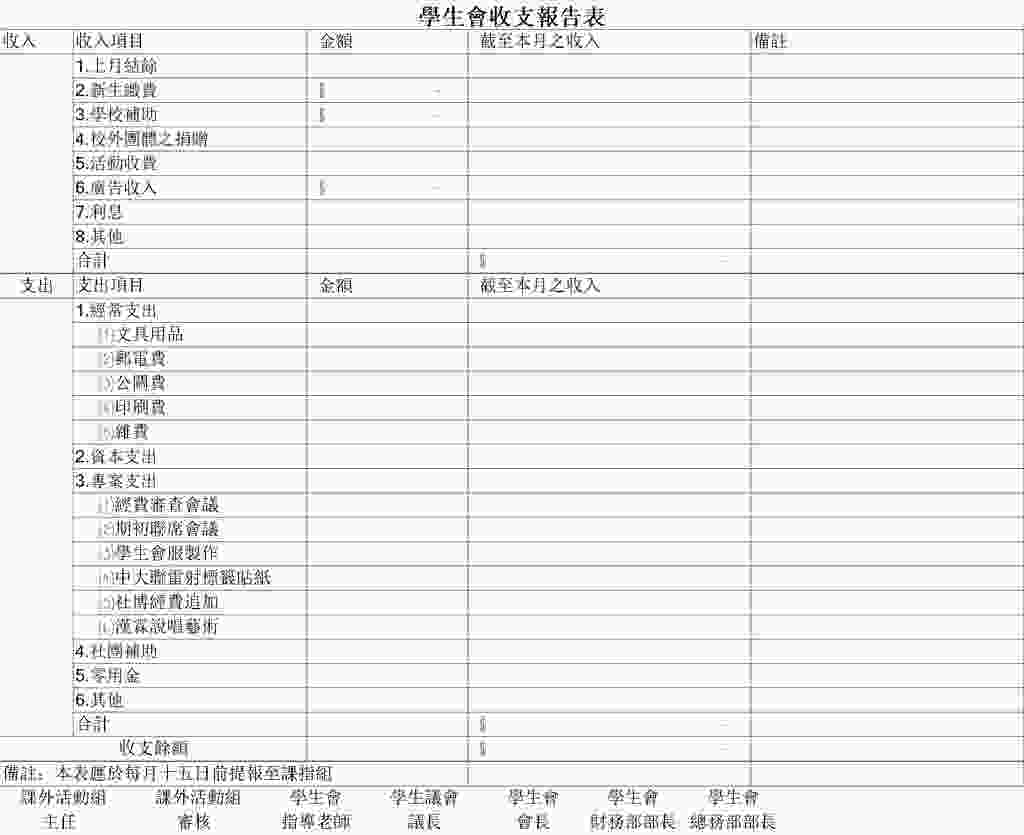 學生會收支報告表
收入 收入項目 金額 截至本月之收入 備註
1.上月結餘
2.新生繳費 $ -
3.學校補助 $ -
4.校外團體之捐贈
5.活動收費
6.廣告收入 $ -
7.利息
8.其他
合計 $ -
支出 支出項目 金額 截至本月之收入
1.經常支出
(1)文具用品
(2)郵電費
(3)公關費
(4)印刷費
(5)雜費
2.資本支出
3.專案支出
(1)經費審查會議
(2)期初聯席會議
(3)學生會服製作
(4)中大聯雷射標籤貼紙
(5)社博經費追加
(6)漢霖說唱藝術
4.社團補助
5.零用金
6.其他
合計 $ -
收支餘額 $ -
備註：本表應於每月十五日前提報至課指組
課外活動組 課外活動組 學生會 學生議會 學生會 學生會 學生會
主任 審核 指導老師 議長 會長 財務部部長 總務部部長